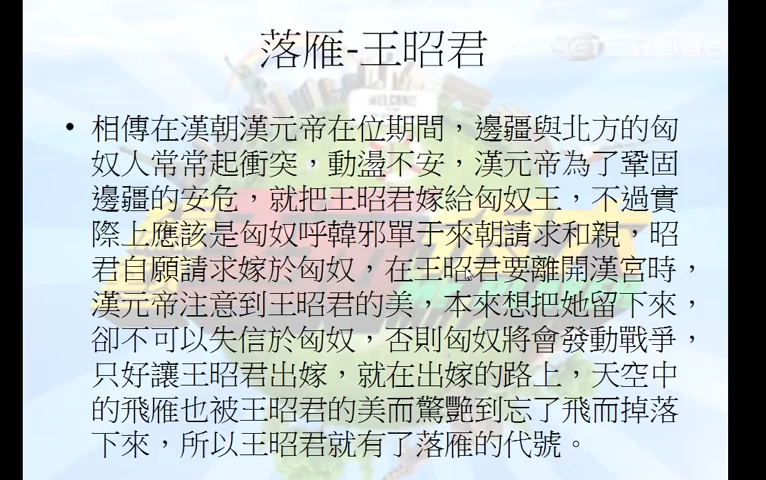 落雁-王昭君
• 相傳在漢朝漢元帝在位期間，邊疆與北方的匈
奴人常常起衝突，動盪不安，漢元帝為了鞏固
邊疆的安危，就把王昭君嫁給匈奴王，不過實
際上應該是匈奴呼韓邪單于來朝請求和親，昭
君自願請求嫁於匈奴，在王昭君要離開漢宮時，
漢元帝注意到王昭君的美，本來想把她留下來，
卻不可以失信於匈奴，否則匈奴將會發動戰爭，
只好讓王昭君出嫁，就在出嫁的路上，天空中
的飛雁也被王昭君的美而驚艷到忘了飛而掉落
下來，所以王昭君就有了落雁的代號。